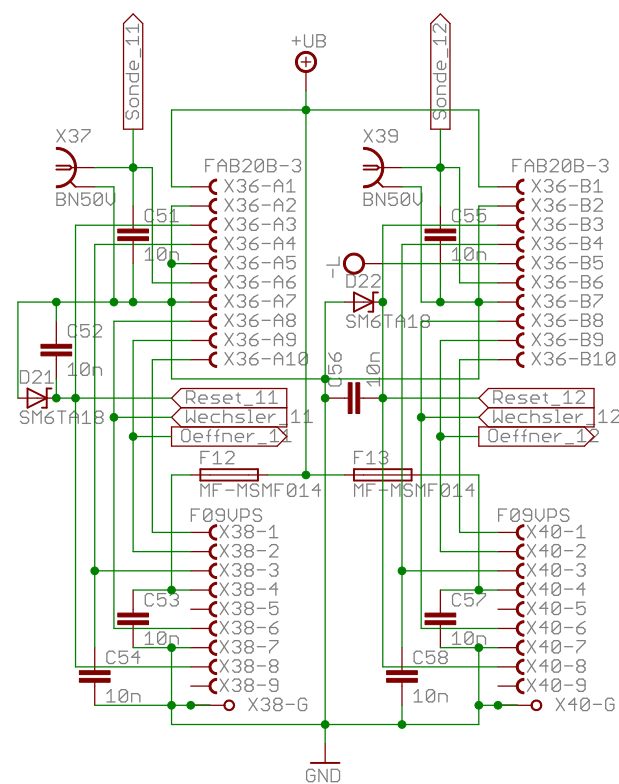 Sonde_11
Sonde_12
+UB
X37
X39
FAB20B-3
FAB20B-3
BN50V
BN50V
X36-A1
X36-A2
X36-A3
X36-A4
X36-A5
X36-A6
X36-A7
X36-A8
X36-A9
X36-A10
X36-B1
X36-B2
X36-B3
X36-B4
X36-B5
X36-B6
X36-B7
X36-B8
X36-B9
X36-B10
C51
10n
C55
10n
-L
D22
SM6TA18
C52
10n
D21
SM6TA18
C56
10n
Reset_11
Wechsler_11
Oeffner_11
Reset_12
Wechsler_12
Oeffner_12
F12
MF-MSMF014
F13
MF-MSMF014
F09VPS
F09VPS
X38-1
X38-2
X38-3
X38-4
X38-5
X38-6
X38-7
X38-8
X38-9
X38-G
X40-1
X40-2
X40-3
X40-4
X40-5
X40-6
X40-7
X40-8
X40-9
X40-G
C53
10n
C54
10n
C57
10n
C58
10n
GND